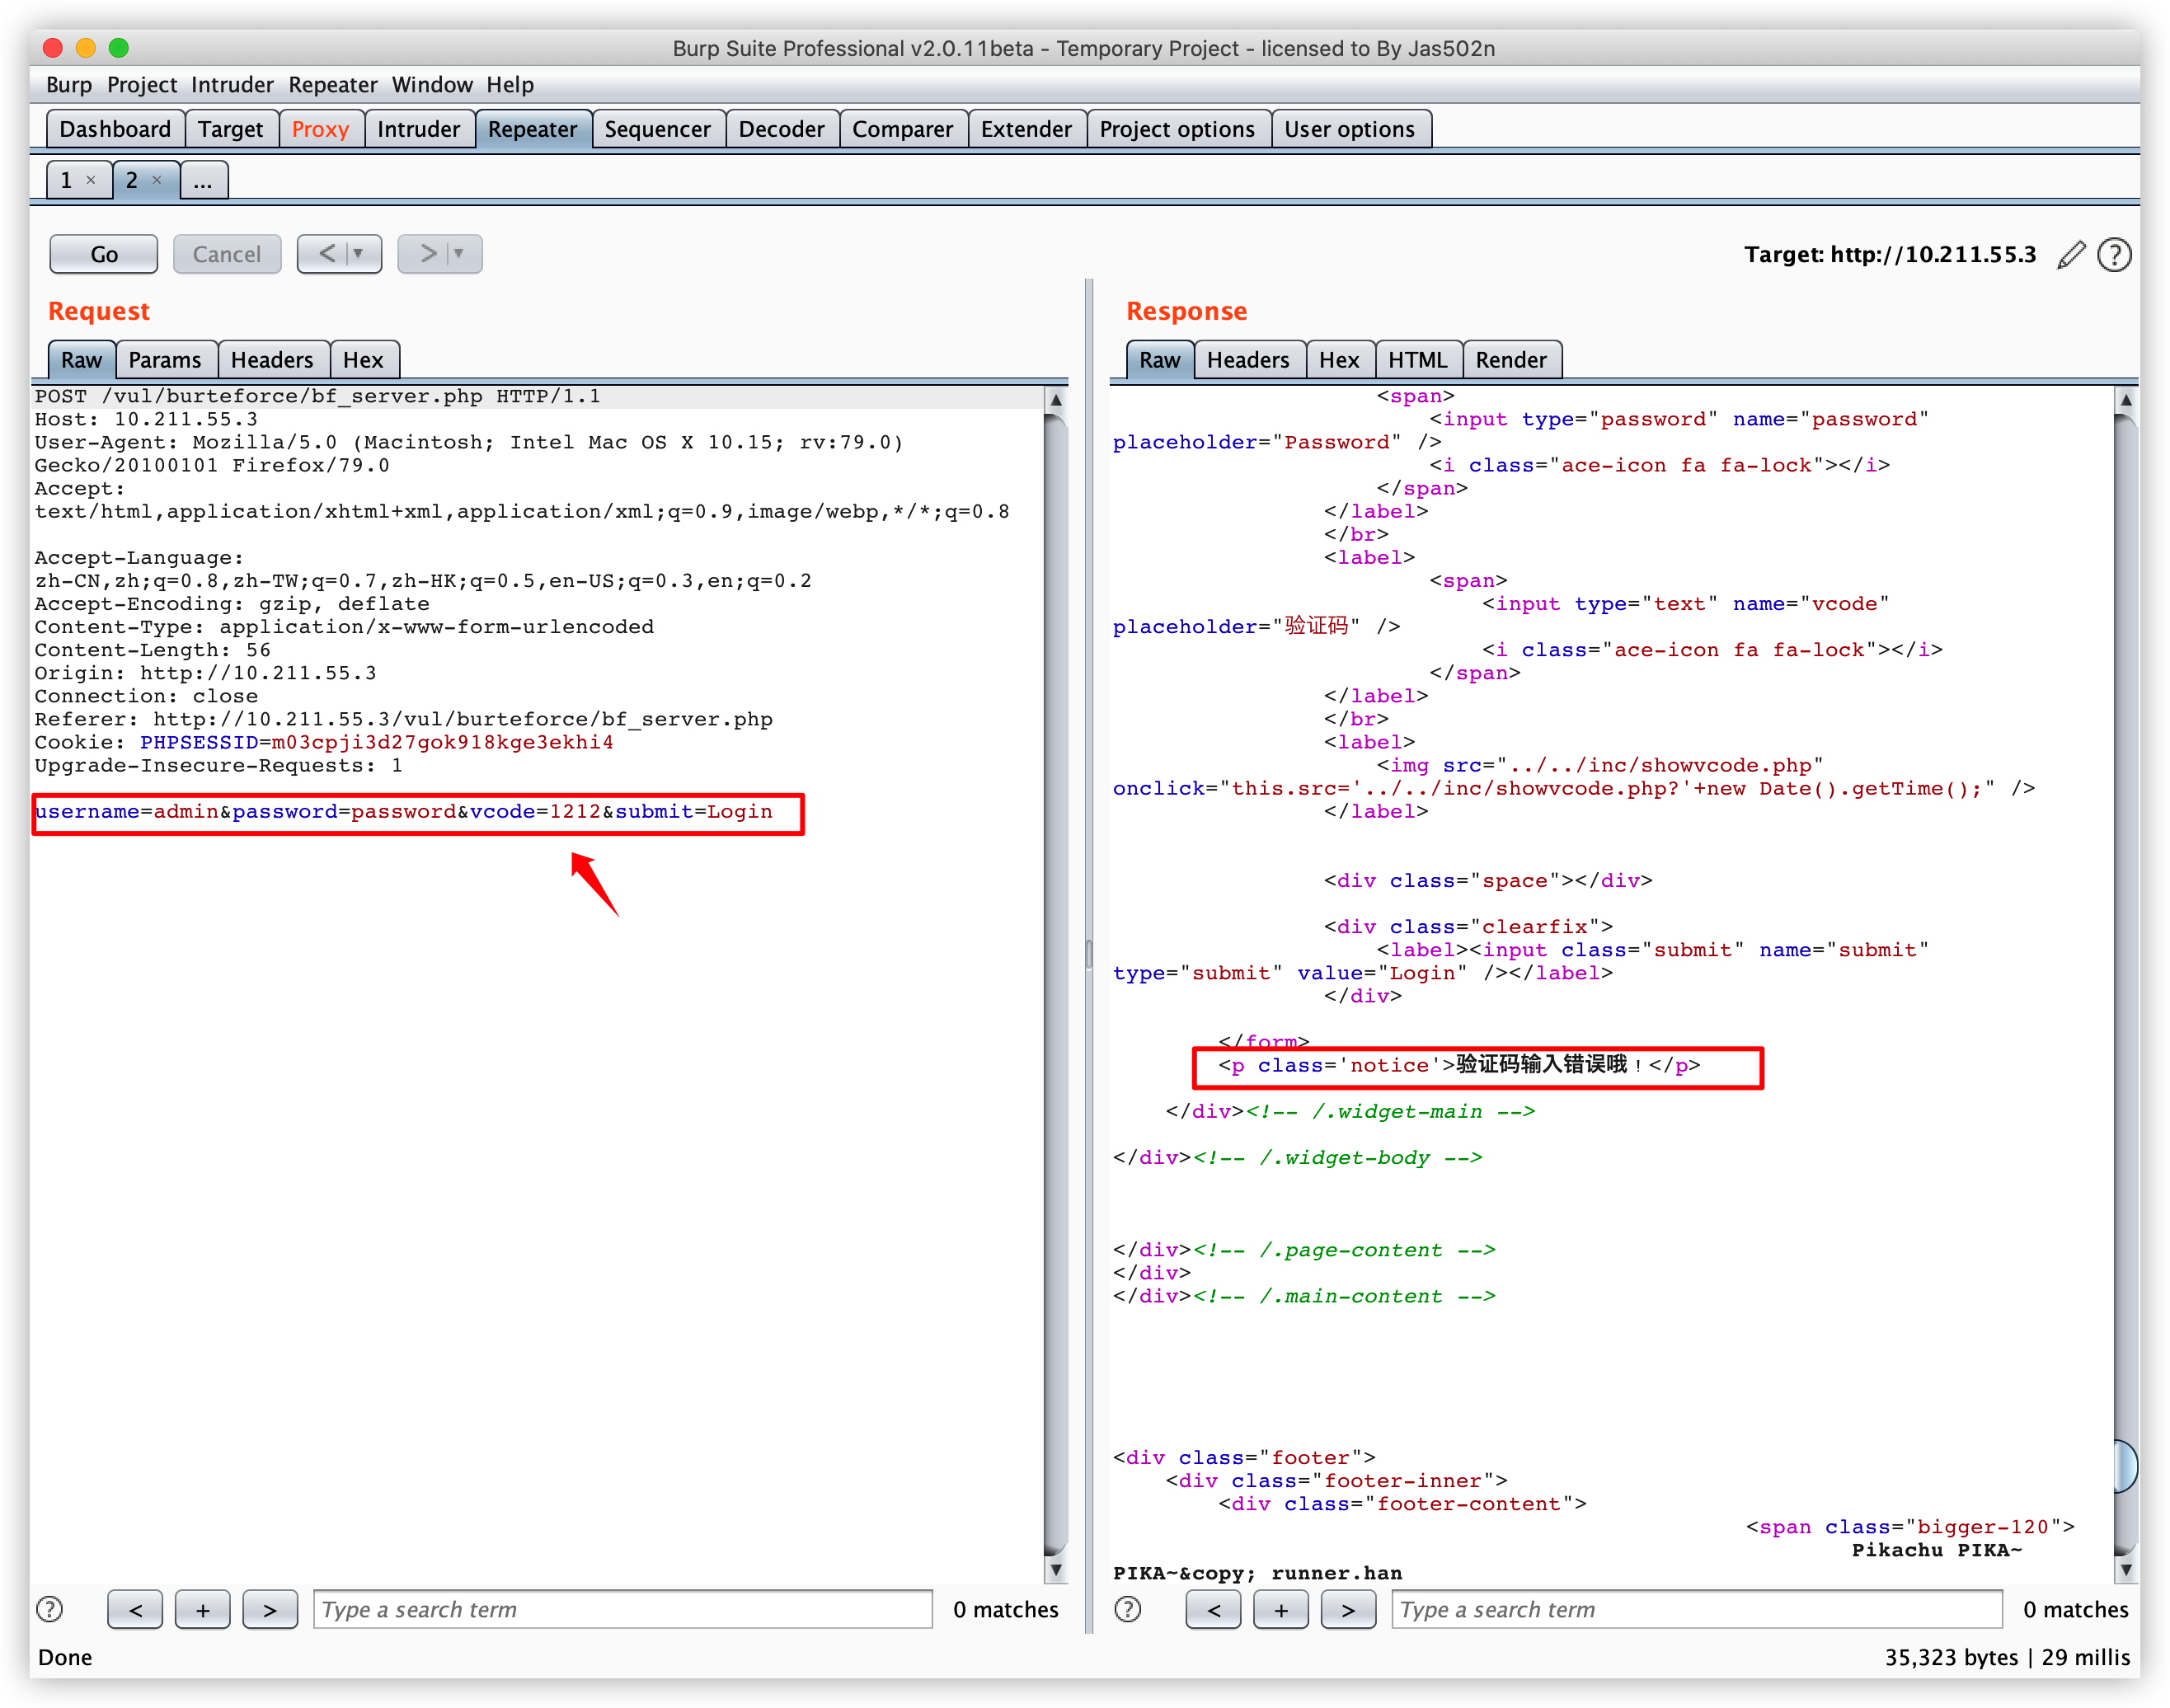 Burp Suite Professional v2.0.11beta - Temporary Project - licensed to By Jas502n
Burp Project Intruder Repeater Window Help
Dashboard Target Proxy Intruder Repeater Sequencer Decoder Comparer Extender Project options User options
1 × 2 × ...
Go Cancel < > Target: http://10.211.55.3 ?
Request
Raw Params Headers Hex
POST /vul/burteforce/bf_server.php HTTP/1.1
Host: 10.211.55.3
User-Agent: Mozilla/5.0 (Macintosh; Intel Mac OS X 10.15; rv:79.0)
Gecko/20100101 Firefox/79.0
Accept:
text/html,application/xhtml+xml,application/xml;q=0.9,image/webp,*/*;q=0.8
Accept-Language:
zh-CN,zh;q=0.8,zh-TW;q=0.7,zh-HK;q=0.5,en-US;q=0.3,en;q=0.2
Accept-Encoding: gzip, deflate
Content-Type: application/x-www-form-urlencoded
Content-Length: 56
Origin: http://10.211.55.3
Connection: close
Referer: http://10.211.55.3/vul/burteforce/bf_server.php
Cookie: PHPSESSID=m03cpji3d27gok918kge3ekhi4
Upgrade-Insecure-Requests: 1
username=admin&password=password&vcode=1212&submit=Login
? < + > Type a search term 0 matches
Response
Raw Headers Hex HTML Render
<span>
<input type="password" name="password"
placeholder="Password" />
<i class="ace-icon fa fa-lock"></i>
</span>
</label>
</br>
<label>
<span>
<input type="text" name="vcode"
placeholder="验证码" />
<i class="ace-icon fa fa-lock"></i>
</span>
</label>
</br>
<label>
<img src="../../inc/showvcode.php"
onclick="this.src='../../inc/showvcode.php?'+new Date().getTime();" />
</label>
<div class="space"></div>
<div class="clearfix">
<label><input class="submit" name="submit"
type="submit" value="Login" /></label>
</div>
</form>
<p class='notice'>验证码输入错误哦！</p>
</div><!-- /.widget-main -->
</div><!-- /.widget-body -->
</div><!-- /.page-content -->
</div>
</div><!-- /.main-content -->
<div class="footer">
<div class="footer-inner">
<div class="footer-content">
<span class="bigger-120">
Pikachu PIKA~
PIKA~&copy; runner.han
? < + > Type a search term 0 matches
Done 35,323 bytes | 29 millis